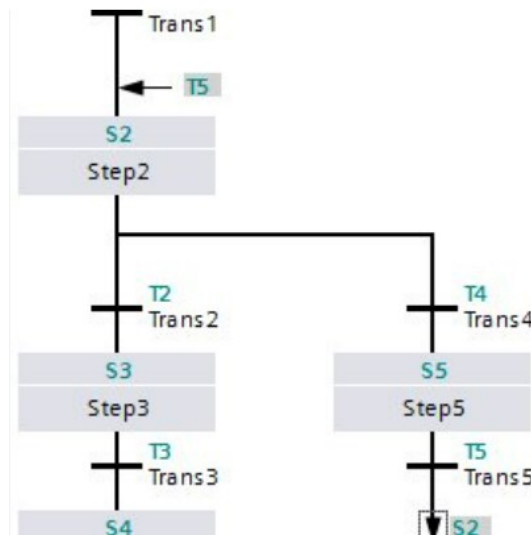 Trans1
T5
S2
Step2
T2
Trans2
T4
Trans4
S3
Step3
S5
Step5
T3
Trans3
T5
Trans5
S4
S2